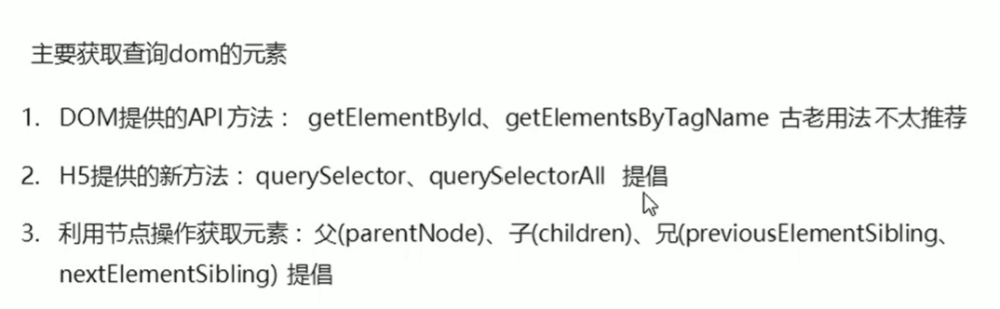 主要获取查询dom的元素
1. DOM提供的API方法： getElementById、getElementsByTagName 古老用法 不太推荐
2. H5提供的新方法：querySelector、querySelectorAll 提倡
3. 利用节点操作获取元素：父(parentNode)、子(children)、兄(previousElementSibling、
nextElementSibling) 提倡